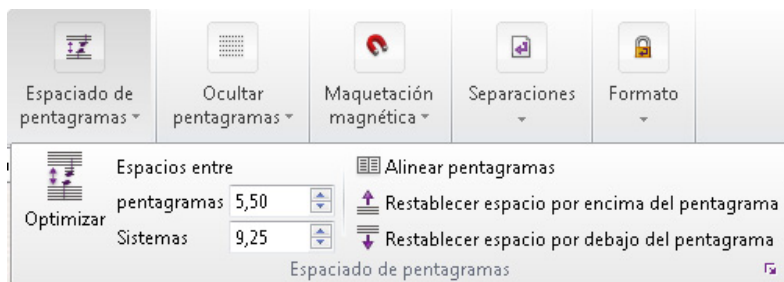 Espaciado de pentagramas
Ocultar pentagramas
Maquetación magnética
Separaciones
Formato
Optimizar
Espacios entre
pentagramas 5,50
Sistemas 9,25
Alinear pentagramas
Restablecer espacio por encima del pentagrama
Restablecer espacio por debajo del pentagrama
Espaciado de pentagramas